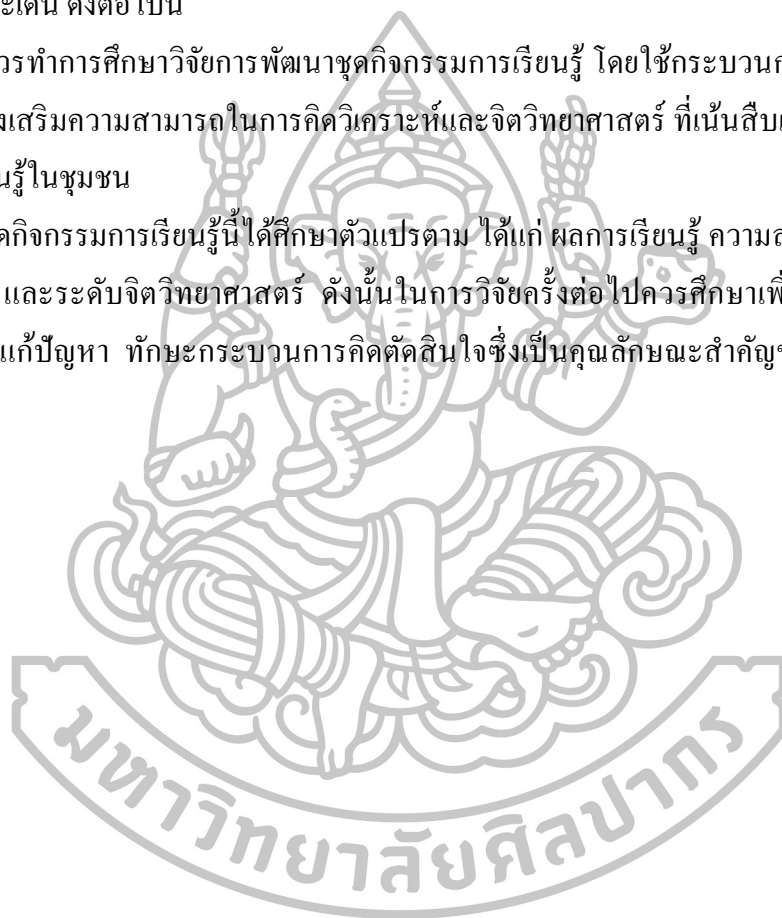 ะเด็น ดังต่อไปนี้
วรทำการศึกษาวิจัยการพัฒนาชุดกิจกรรมการเรียนรู้ โดยใช้กระบวนก
งเสริมความสามารถในการคิดวิเคราะห์และจิตวิทยาศาสตร์ ที่เน้นสืบเ
นรู้ในชุมชน
ดกิจกรรมการเรียนรู้นี้ได้ศึกษาตัวแปรตาม ได้แก่ ผลการเรียนรู้ ความส
และระดับจิตวิทยาศาสตร์ ดังนั้นในการวิจัยครั้งต่อไปควรศึกษาเพิ่
แก้ปัญหา ทักษะกระบวนการคิดตัดสินใจซึ่งเป็นคุณลักษณะสำคัญข
มหาวิทยาลัยศิลปากร